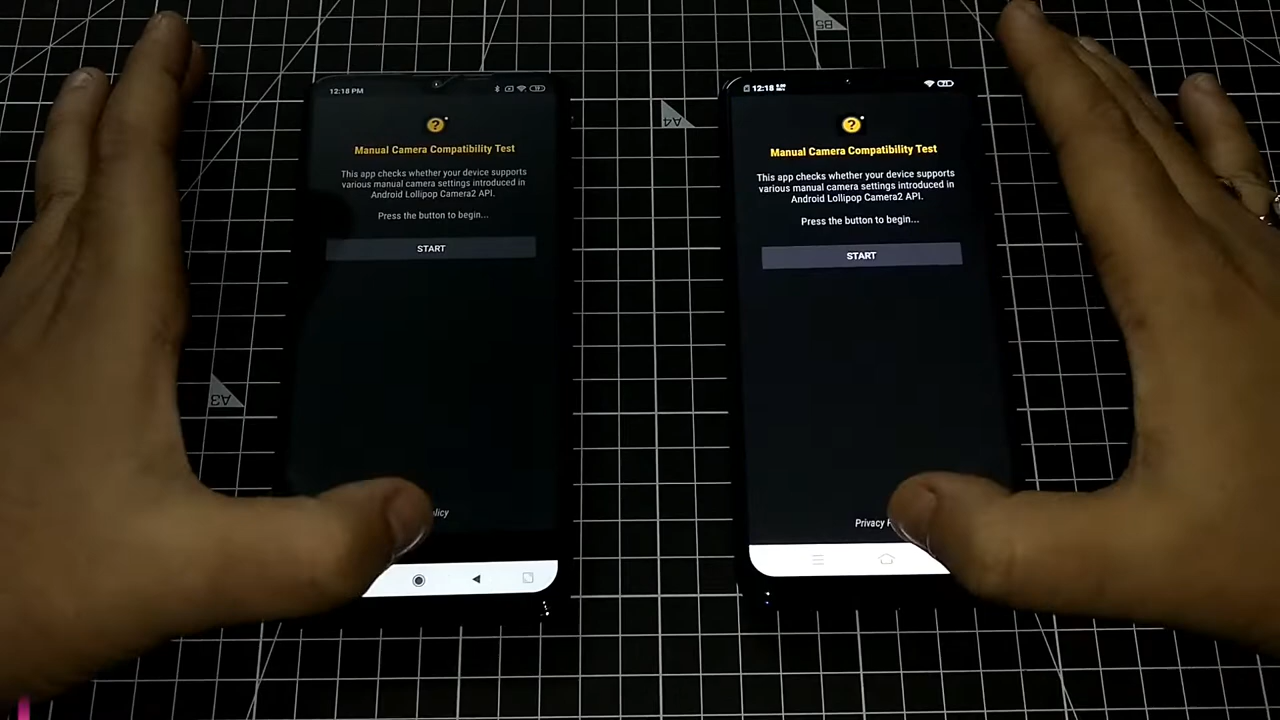 12:18 PM
Manual Camera Compatibility Test
This app checks whether your device supports
various manual camera settings introduced in
Android Lollipop Camera2 API.
Press the button to begin...
START
olicy
12:18
Manual Camera Compatibility Test
This app checks whether your device supports
various manual camera settings introduced in
Android Lollipop Camera2 API.
Press the button to begin...
START
Privacy P
B5
A4
A3